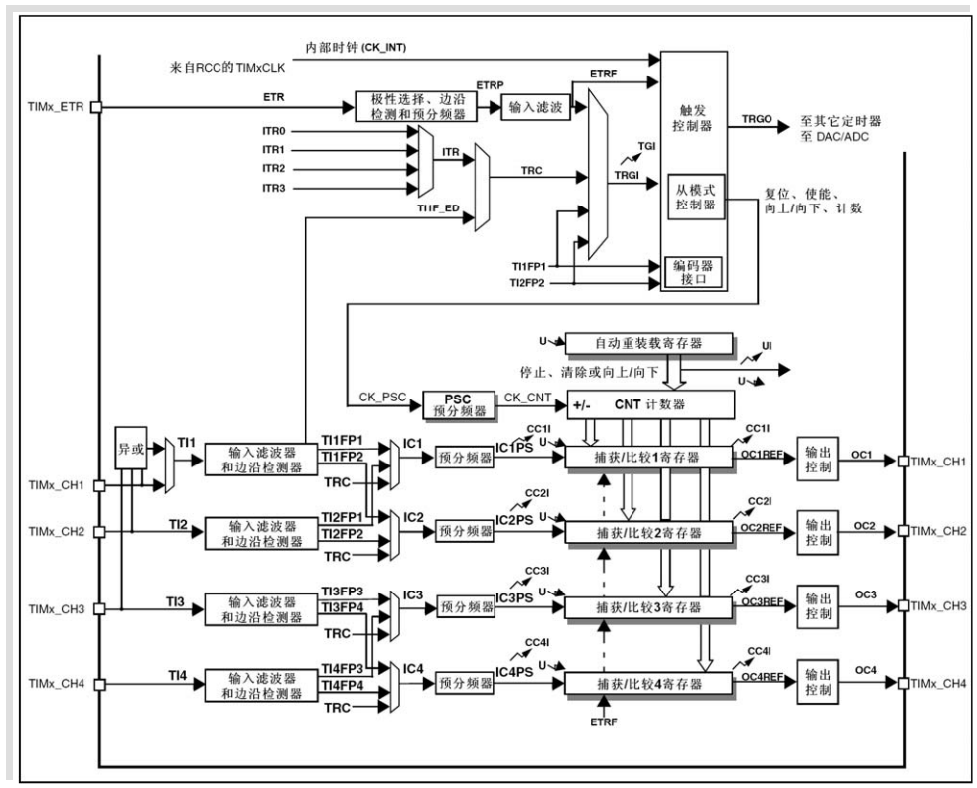 内部时钟(CK_INT)
来自RCC的TIMxCLK
TIMx_ETR
ETR
极性选择、边沿
检测和预分频器
ETRP
输入滤波
ETRF
触发
控制器
TRGO
至其它定时器
至 DAC/ADC
ITR0
ITR1
ITR2
ITR3
ITR
TRC
TI1F_ED
TGI
TRGI
从模式
控制器
复位、使能、
向上/向下、计数
TI1FP1
TI2FP2
编码器
接口
U
自动重装载寄存器
UI
停止、清除或向上/向下
U
CK_PSC
PSC
预分频器
CK_CNT
+/-
CNT 计数器
异或
TI1
输入滤波器
和边沿检测器
TI1FP1
TI1FP2
TRC
IC1
预分频器
CC1I
IC1PS
U
捕获/比较1寄存器
CC1I
OC1REF
输出
控制
OC1
TIMx_CH1
TIMx_CH1
TIMx_CH2
TI2
输入滤波器
和边沿检测器
TI2FP1
TI2FP2
TRC
IC2
预分频器
CC2I
IC2PS
U
捕获/比较2寄存器
CC2I
OC2REF
输出
控制
OC2
TIMx_CH2
TIMx_CH3
TI3
输入滤波器
和边沿检测器
TI3FP3
TI3FP4
TRC
IC3
预分频器
CC3I
IC3PS
U
捕获/比较3寄存器
CC3I
OC3REF
输出
控制
OC3
TIMx_CH3
TIMx_CH4
TI4
输入滤波器
和边沿检测器
TI4FP3
TI4FP4
TRC
IC4
预分频器
CC4I
IC4PS
U
捕获/比较4寄存器
CC4I
OC4REF
输出
控制
OC4
TIMx_CH4
ETRF